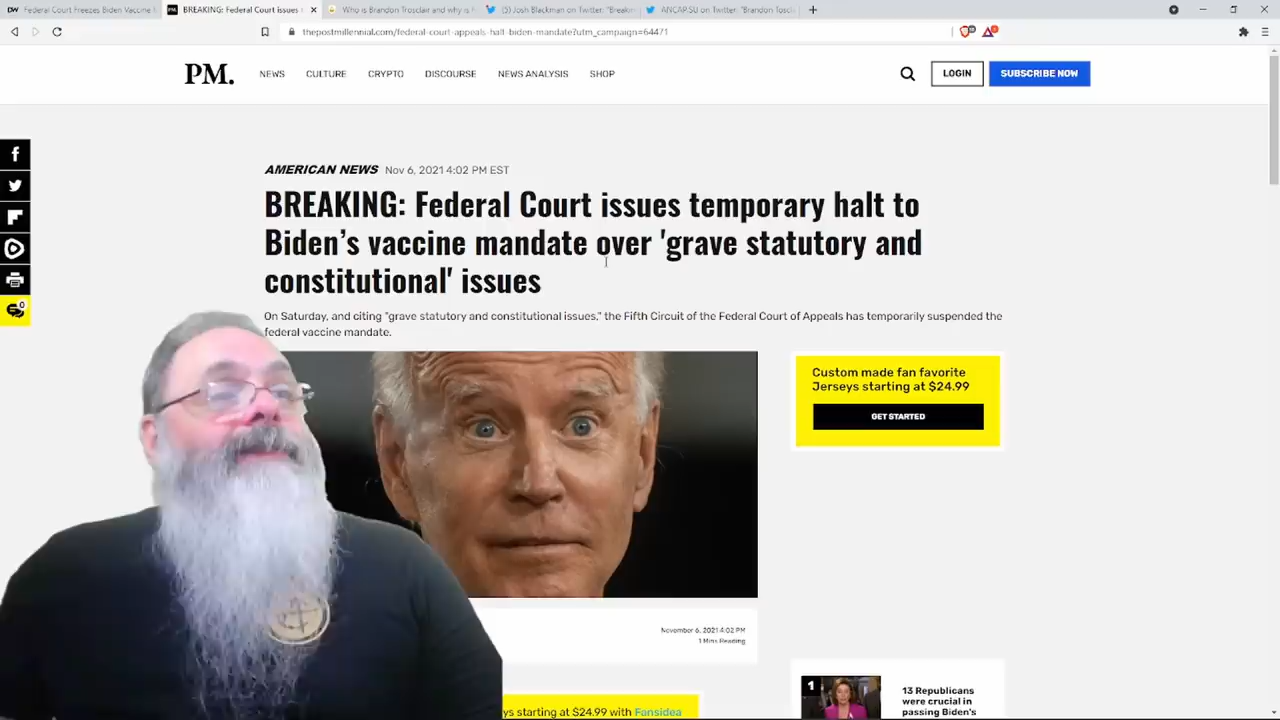 Federal Court Freezes Biden Vaccine M
BREAKING: Federal Court issues t
Who is Brandon Trosclair and why is h
(3) Josh Blackman on Twitter: "Breakin
ANCAP.SU on Twitter: "Brandon Toscla
thepostmillennial.com/federal-court-appeals-halt-biden-mandate?utm_campaign=64471
PM.
NEWS
CULTURE
CRYPTO
DISCOURSE
NEWS ANALYSIS
SHOP
LOGIN
SUBSCRIBE NOW
AMERICAN NEWS Nov 6, 2021 4:02 PM EST
BREAKING: Federal Court issues temporary halt to
Biden's vaccine mandate over 'grave statutory and
constitutional' issues
On Saturday, and citing "grave statutory and constitutional issues," the Fifth Circuit of the Federal Court of Appeals has temporarily suspended the
federal vaccine mandate.
0
Custom made fan favorite
Jerseys starting at $24.99
GET STARTED
November 6, 2021 4:02 PM
1 Mins Reading
1
13 Republicans
were crucial in
passing Biden's
ys starting at $24.99 with Fansidea